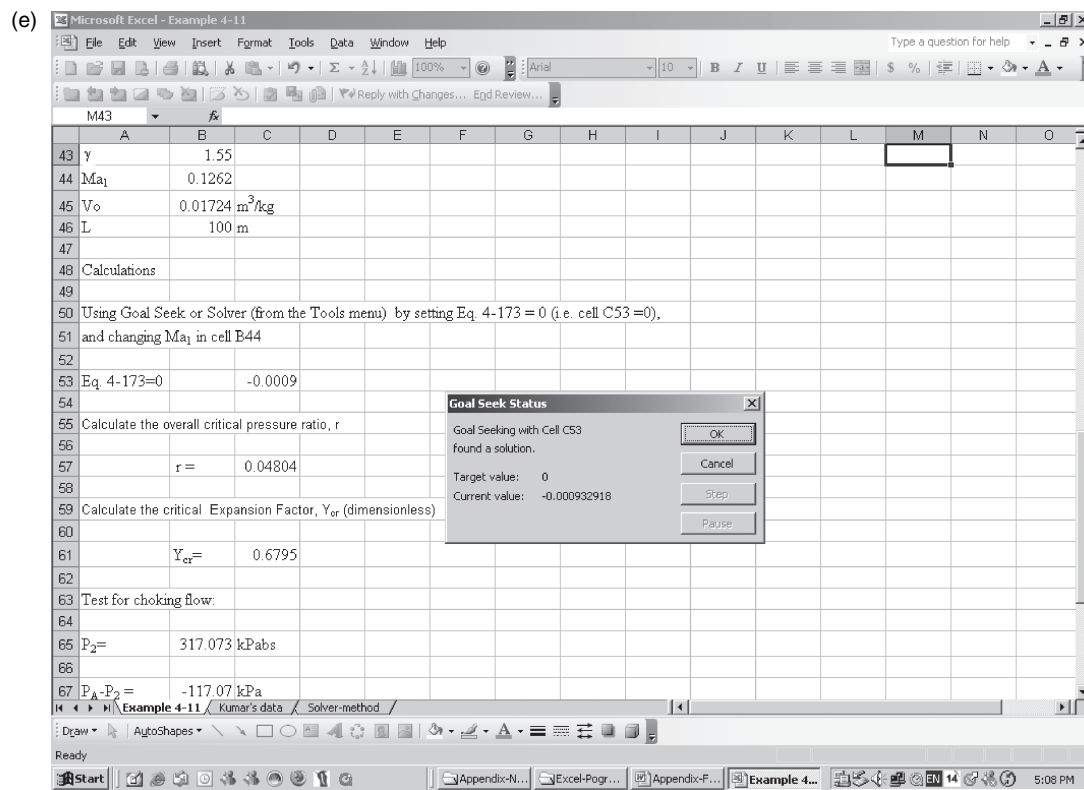 (e)
Microsoft Excel - Example 4-11
File Edit View Insert Format Tools Data Window Help
Type a question for help
100%
Arial
10
B I U
$ %
Reply with Changes... End Review...
M43
fx
A B C D E F G H I J K L M N O
43 γ 1.55
44 Ma1 0.1262
45 Vo 0.01724 m3/kg
46 L 100 m
47
48 Calculations
49
50 Using Goal Seek or Solver (from the Tools menu) by setting Eq. 4-173 = 0 (i.e. cell C53 =0),
51 and changing Ma1 in cell B44
52
53 Eq. 4-173=0 -0.0009
54
55 Calculate the overall critical pressure ratio, r
56
57 r = 0.04804
58
59 Calculate the critical Expansion Factor, Ycr (dimensionless)
60
61 Ycr= 0.6795
62
63 Test for choking flow:
64
65 P2= 317.073 kPabs
66
67 PA-P2 = -117.07 kPa
Goal Seek Status
Goal Seeking with Cell C53
found a solution.
Target value: 0
Current value: -0.000932918
OK
Cancel
Step
Pause
Example 4-11 / Kumar's data / Solver-method /
Draw AutoShapes
Ready
Start
Appendix-N...
Excel-Pogr...
Appendix-F...
Example 4...
EN
14
5:08 PM